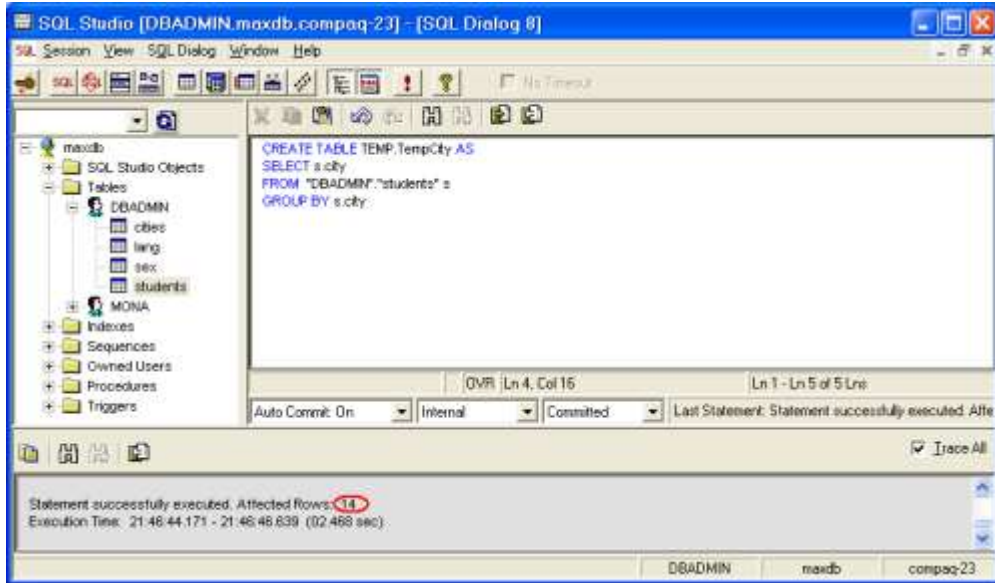 SQL Studio [DBADMIN.maxdb.compaq-23] - [SQL Dialog 8]
SQL Session View SQL Dialog Window Help
SQL No Timeout
maxdb
SQL Studio Objects
Tables
DBADMIN
cities
lang
sex
students
MONA
Indexes
Sequences
Owned Users
Procedures
Triggers
CREATE TABLE TEMP.TempCity AS
SELECT s.city
FROM "DBADMIN"."students" s
GROUP BY s.city
OVR Ln 4, Col 16 Ln 1 - Ln 5 of 5 Lns
Auto Commit: On Internal Committed Last Statement: Statement successfully executed. Affe
Trace All
Statement successfully executed. Affected Rows: 14
Execution Time: 21:46:44.171 - 21:46:46.639 (02.468 sec)
DBADMIN maxdb compaq-23